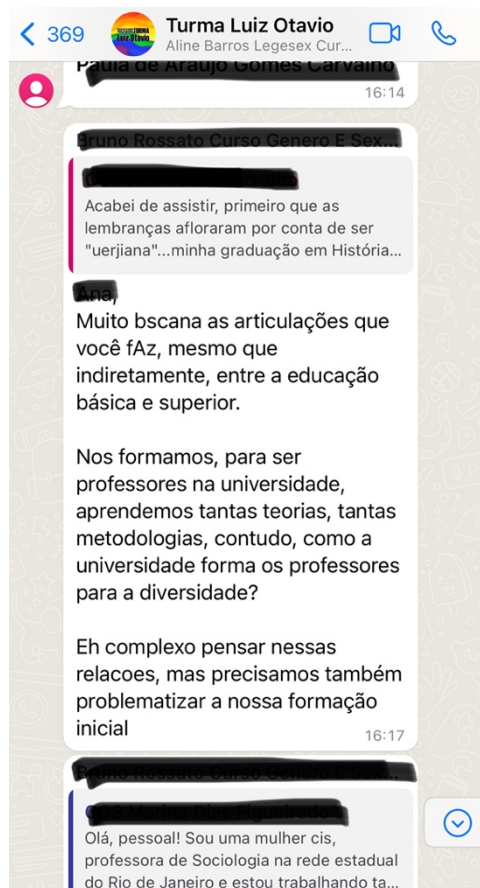 369
Turma Luiz Otavio
Aline Barros Legesex Cur...
16:14
Acabei de assistir, primeiro que as
lembranças afloraram por conta de ser
"uerjiana"...minha graduação em História...
Muito bscana as articulações que
você fAz, mesmo que
indiretamente, entre a educação
básica e superior.
Nos formamos, para ser
professores na universidade,
aprendemos tantas teorias, tantas
metodologias, contudo, como a
universidade forma os professores
para a diversidade?
Eh complexo pensar nessas
relacoes, mas precisamos também
problematizar a nossa formação
inicial
16:17
Olá, pessoal! Sou uma mulher cis,
professora de Sociologia na rede estadual
do Rio de Janeiro e estou trabalhando ta...